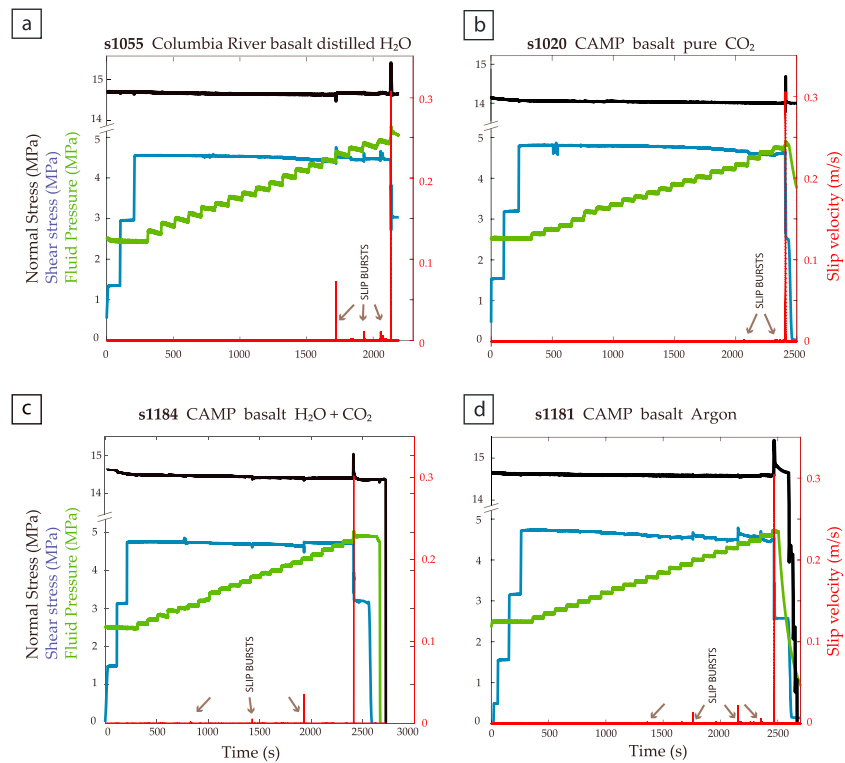 a
s1055 Columbia River basalt distilled H₂O
15
14
5
4
3
2
1
0
0.3
0.2
0.1
0
0 500 1000 1500 2000
Normal Stress (MPa)
Shear stress (MPa)
Fluid Pressure (MPa)
SLIP BURSTS
b
s1020 CAMP basalt pure CO₂
15
14
5
4
3
2
1
0
0.3
0.2
0.1
0
0 500 1000 1500 2000 2500
Slip velocity (m/s)
SLIP BURSTS
c
s1184 CAMP basalt H₂O + CO₂
15
14
5
4
3
2
1
0
0.3
0.2
0.1
0
0 500 1000 1500 2000 2500 3000
Normal Stress (MPa)
Shear stress (MPa)
Fluid Pressure (MPa)
SLIP BURSTS
Time (s)
d
s1181 CAMP basalt Argon
15
14
5
4
3
2
1
0
0.3
0.2
0.1
0
0 500 1000 1500 2000 2500
Slip velocity (m/s)
SLIP BURSTS
Time (s)